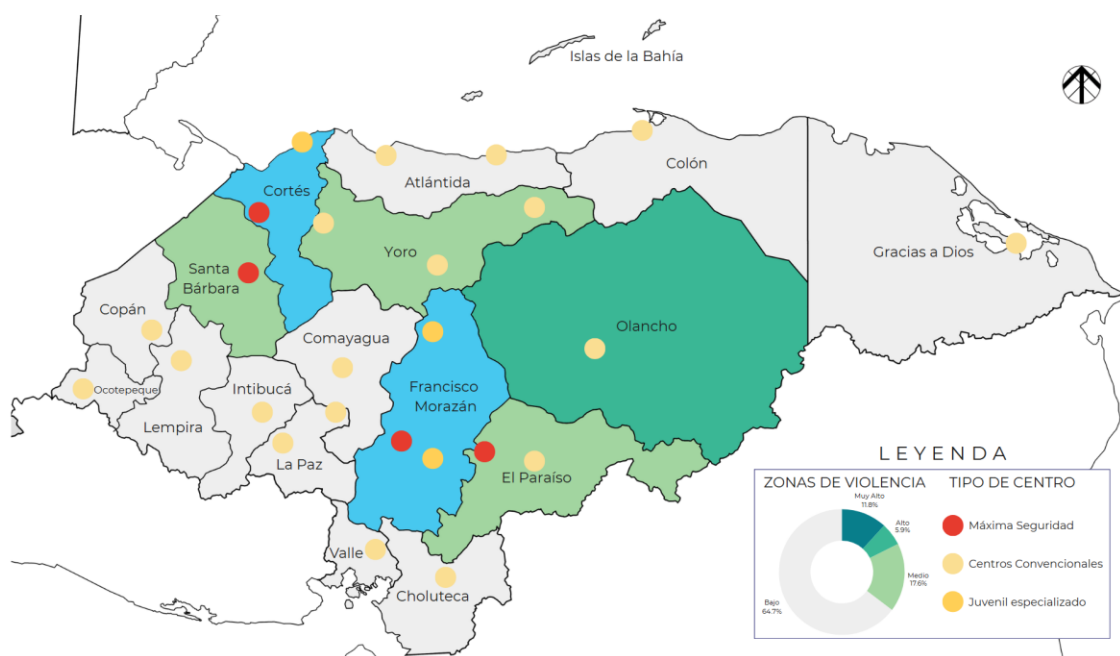 Islas de la Bahía
Cortés
Atlántida
Colón
Yoro
Gracias a Dios
Santa
Bárbara
Copán
Comayagua
Olancho
Ocotepeque
Intibucá
Francisco
Morazán
Lempira
La Paz
El Paraíso
Valle
Choluteca
LEYENDA
ZONAS DE VIOLENCIA
Muy Alto
11.8%
Alto
5.9%
Medio
17.6%
Bajo
64.7%
TIPO DE CENTRO
Máxima Seguridad
Centros Convencionales
Juvenil especializado